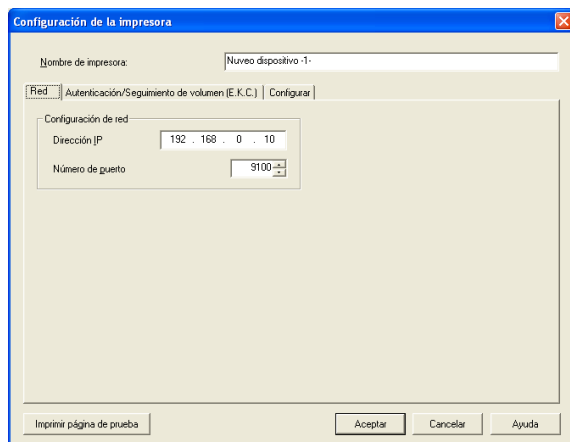 Configuración de la impresora
Nombre de impresora: Nuveo dispositivo -1-
Red Autenticación/Seguimiento de volumen (E.K.C.) Configurar
Configuración de red
Dirección IP 192 . 168 . 0 . 10
Número de puerto 9100
Imprimir página de prueba Aceptar Cancelar Ayuda